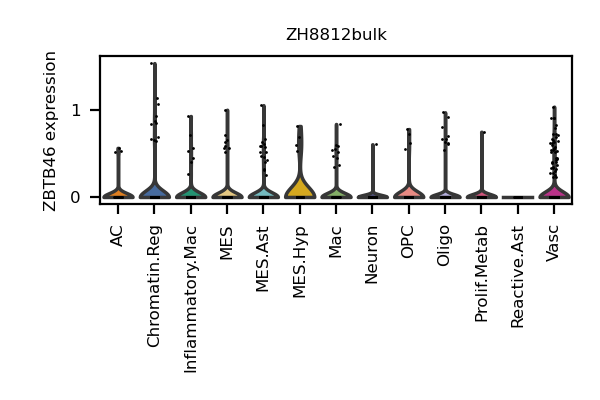 ZH8812bulk
ZBTB46 expression
1
0
AC
Chromatin.Reg
Inflammatory.Mac
MES
MES.Ast
MES.Hyp
Mac
Neuron
OPC
Oligo
Prolif.Metab
Reactive.Ast
Vasc